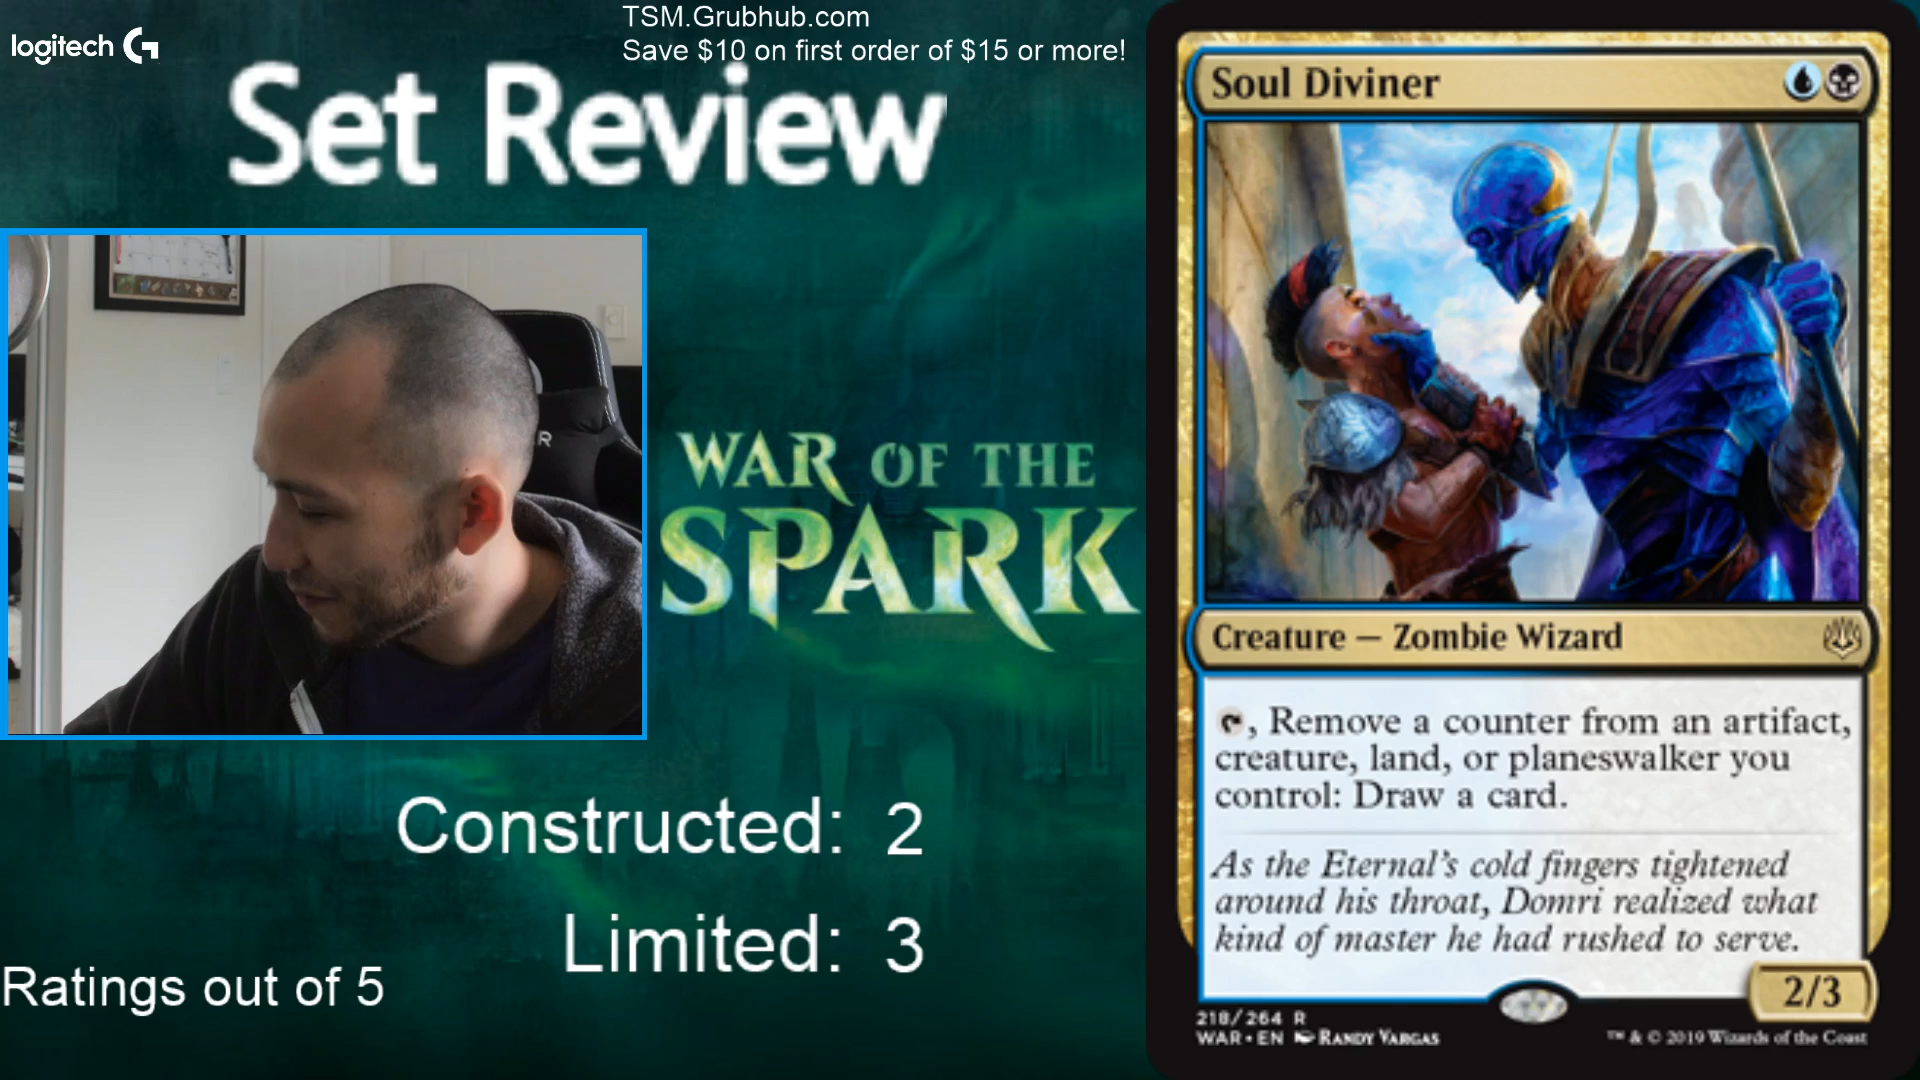 logitech G
TSM.Grubhub.com
Save $10 on first order of $15 or more!
Set Review
WAR OF THE
SPARK
Constructed: 2
Limited: 3
Ratings out of 5
Soul Diviner
Creature — Zombie Wizard
, Remove a counter from an artifact,
creature, land, or planeswalker you
control: Draw a card.
As the Eternal's cold fingers tightened
around his throat, Domri realized what
kind of master he had rushed to serve.
2/3
218/264 R
WAR • EN RANDY VARGAS
™ & © 2019 Wizards of the Coast